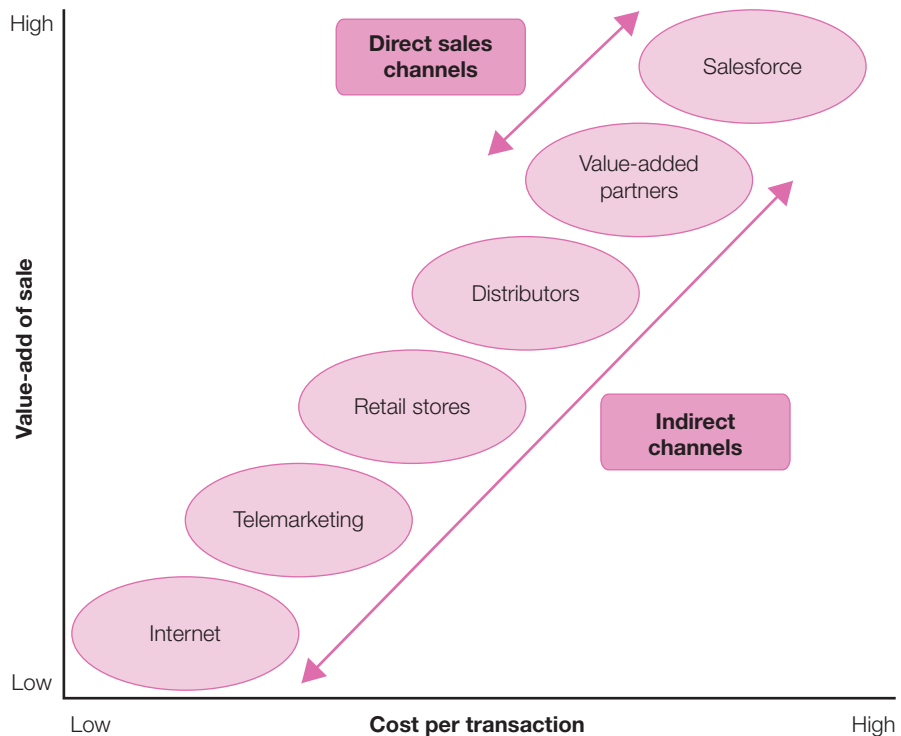 High
Direct sales
channels
Salesforce
Value-added
partners
Distributors
Value-add of sale
Retail stores
Indirect
channels
Telemarketing
Internet
Low
Low
Cost per transaction
High